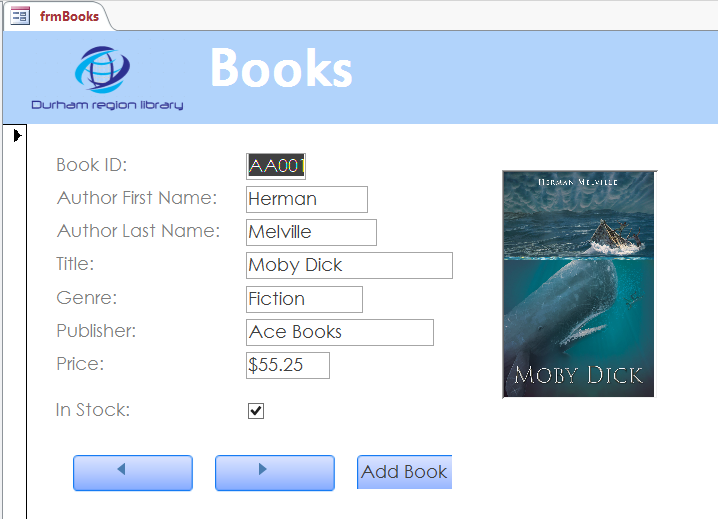 frmBooks
Books
Durham region library
Book ID: AA001
Author First Name: Herman
Author Last Name: Melville
Title: Moby Dick
Genre: Fiction
Publisher: Ace Books
Price: $55.25
In Stock:
Add Book
HERMAN MELVILLE
MOBY DICK